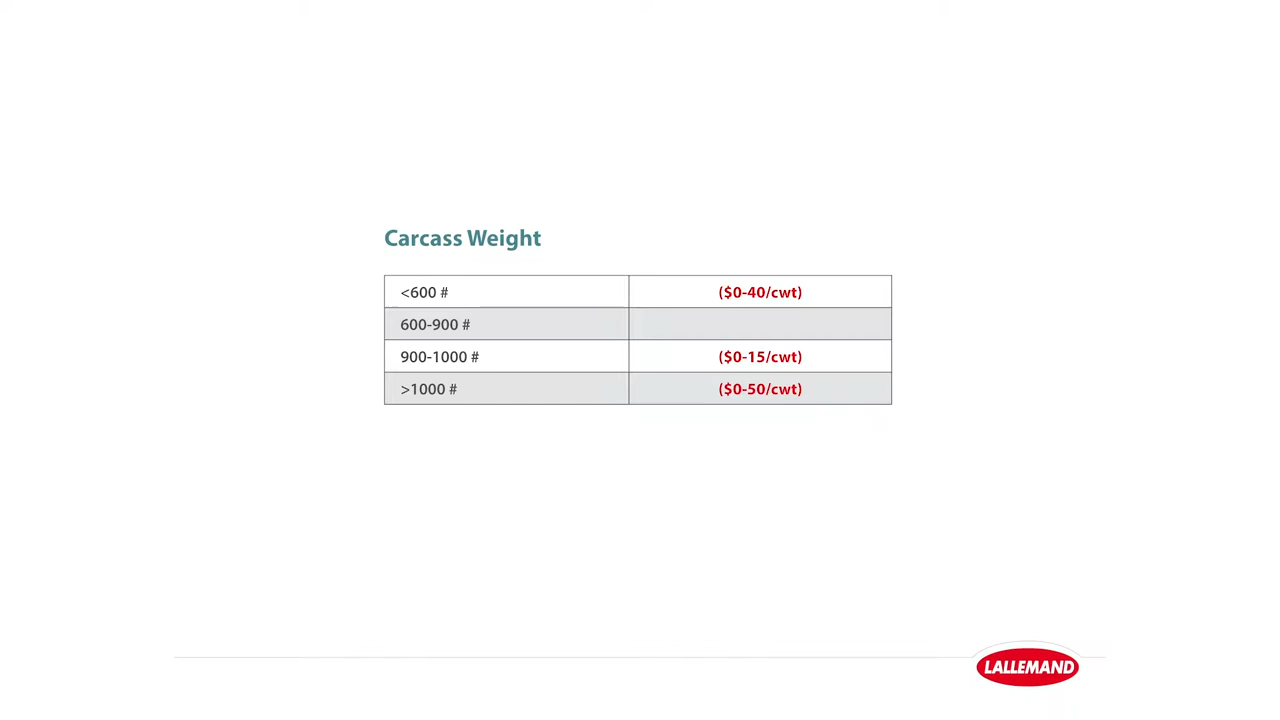 Carcass Weight
<600 # ($0-40/cwt)
600-900 #
900-1000 # ($0-15/cwt)
>1000 # ($0-50/cwt)
LALLEMAND